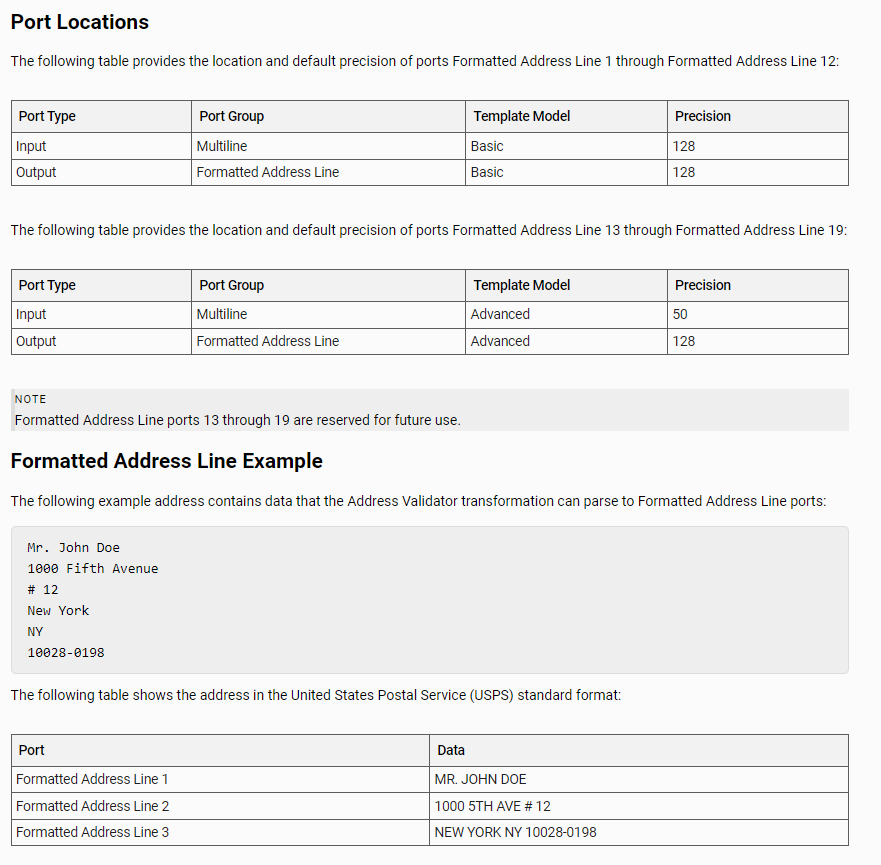 Port Locations
The following table provides the location and default precision of ports Formatted Address Line 1 through Formatted Address Line 12:
Port Type Port Group Template Model Precision
Input Multiline Basic 128
Output Formatted Address Line Basic 128
The following table provides the location and default precision of ports Formatted Address Line 13 through Formatted Address Line 19:
Port Type Port Group Template Model Precision
Input Multiline Advanced 50
Output Formatted Address Line Advanced 128
NOTE
Formatted Address Line ports 13 through 19 are reserved for future use.
Formatted Address Line Example
The following example address contains data that the Address Validator transformation can parse to Formatted Address Line ports:
Mr. John Doe
1000 Fifth Avenue
# 12
New York
NY
10028-0198
The following table shows the address in the United States Postal Service (USPS) standard format:
Port Data
Formatted Address Line 1 MR. JOHN DOE
Formatted Address Line 2 1000 5TH AVE # 12
Formatted Address Line 3 NEW YORK NY 10028-0198